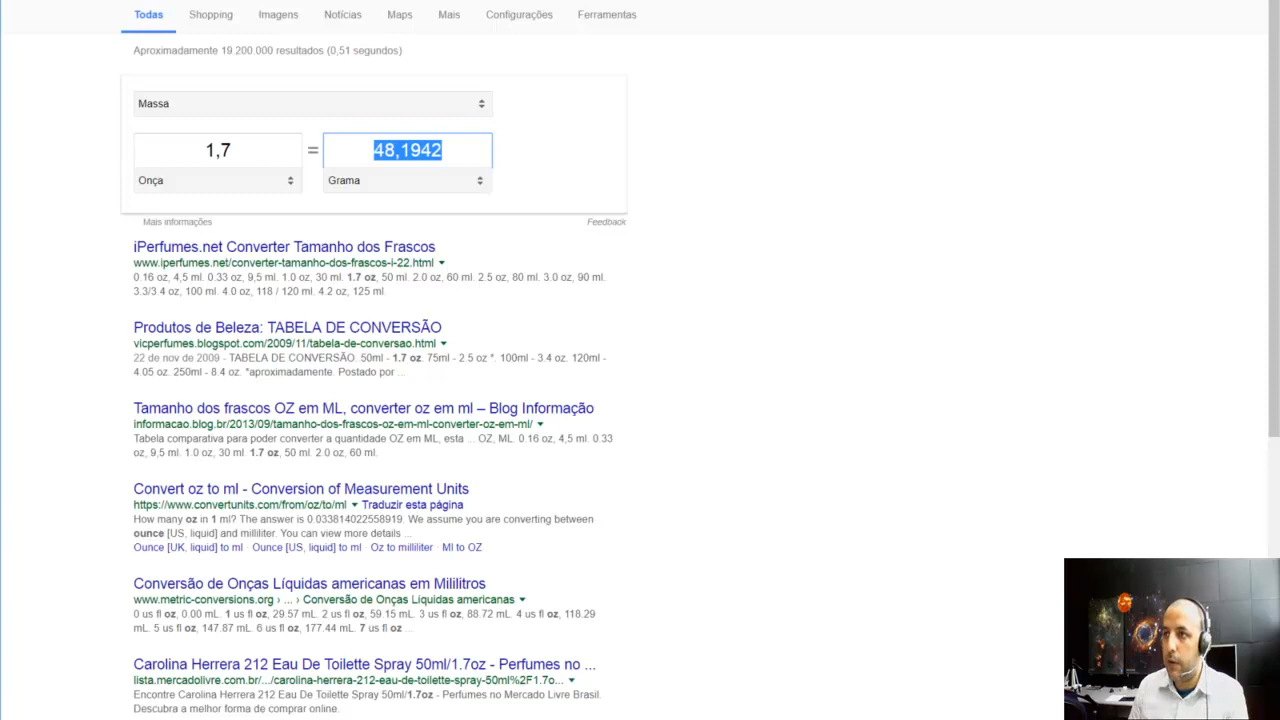 Todas Shopping Imagens Notícias Maps Mais Configurações Ferramentas
Aproximadamente 19.200.000 resultados (0,51 segundos)
Massa
1,7 = 48,1942
Onça Grama
Mais informações Feedback
iPerfumes.net Converter Tamanho dos Frascos
www.iperfumes.net/converter-tamanho-dos-frascos-i-22.html
0.16 oz, 4,5 ml. 0.33 oz, 9,5 ml. 1.0 oz, 30 ml. 1.7 oz, 50 ml. 2.0 oz, 60 ml. 2.5 oz, 80 ml. 3.0 oz, 90 ml.
3.3/3.4 oz, 100 ml. 4.0 oz, 118 / 120 ml. 4.2 oz, 125 ml.
Produtos de Beleza: TABELA DE CONVERSÃO
vicperfumes.blogspot.com/2009/11/tabela-de-conversao.html
22 de nov de 2009 - TABELA DE CONVERSÃO. 50ml - 1.7 oz. 75ml - 2.5 oz *. 100ml - 3.4 oz. 120ml -
4.05 oz. 250ml - 8.4 oz. *aproximadamente. Postado por ...
Tamanho dos frascos OZ em ML, converter oz em ml – Blog Informação
informacao.blog.br/2013/09/tamanho-dos-frascos-oz-em-ml-converter-oz-em-ml/
Tabela comparativa para poder converter a quantidade OZ em ML, esta ... OZ, ML. 0.16 oz, 4,5 ml. 0.33
oz, 9,5 ml. 1.0 oz, 30 ml. 1.7 oz, 50 ml. 2.0 oz, 60 ml.
Convert oz to ml - Conversion of Measurement Units
https://www.convertunits.com/from/oz/to/ml Traduzir esta página
How many oz in 1 ml? The answer is 0.033814022558919. We assume you are converting between
ounce [US, liquid] and milliliter. You can view more details ...
Ounce [UK, liquid] to ml · Ounce [US, liquid] to ml · Oz to milliliter · Ml to OZ
Conversão de Onças Líquidas americanas em Mililitros
www.metric-conversions.org › ... › Conversão de Onças Líquidas americanas
0 us fl oz, 0.00 mL. 1 us fl oz, 29.57 mL. 2 us fl oz, 59.15 mL. 3 us fl oz, 88.72 mL. 4 us fl oz, 118.29
mL. 5 us fl oz, 147.87 mL. 6 us fl oz, 177.44 mL. 7 us fl oz ...
Carolina Herrera 212 Eau De Toilette Spray 50ml/1.7oz - Perfumes no ...
lista.mercadolivre.com.br/.../carolina-herrera-212-eau-de-toilette-spray-50ml%2F1.7o...
Encontre Carolina Herrera 212 Eau De Toilette Spray 50ml/1.7oz - Perfumes no Mercado Livre Brasil.
Descubra a melhor forma de comprar online.